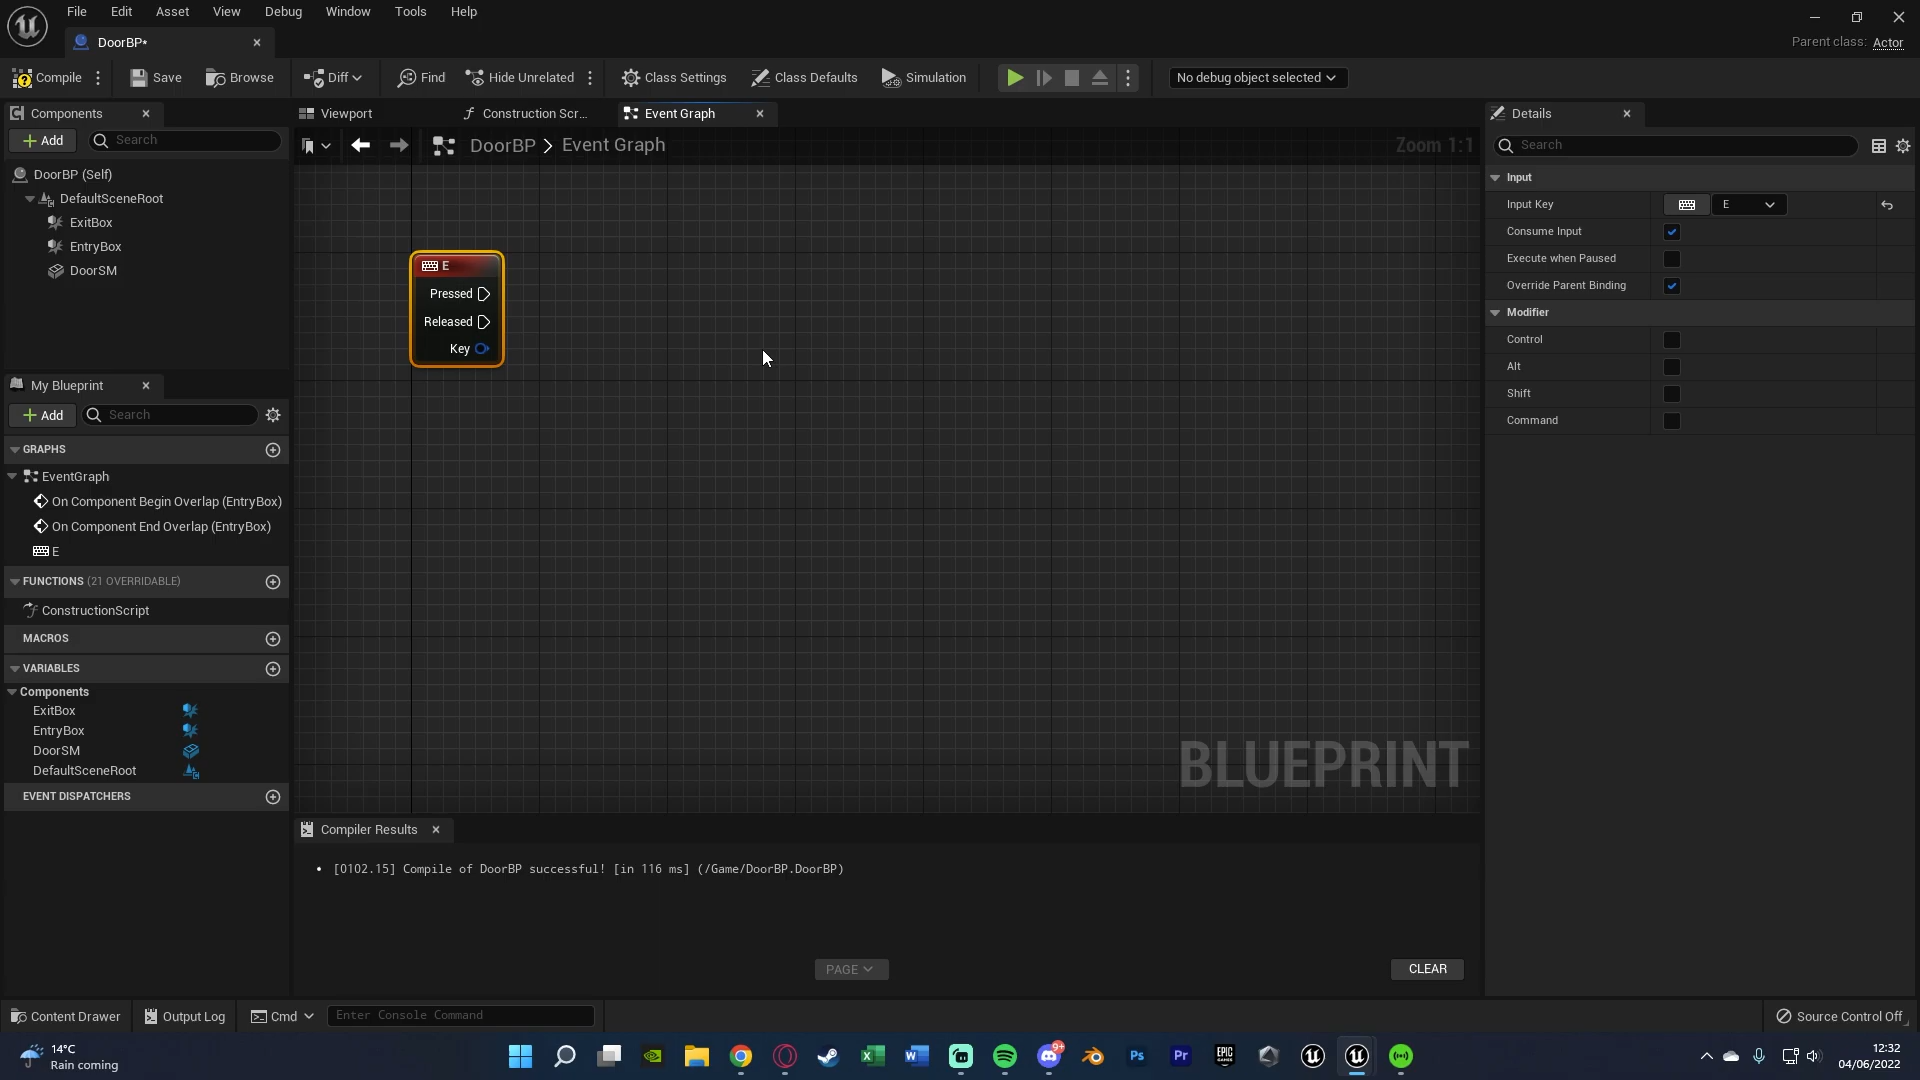 File Edit Asset View Debug Window Tools Help
DoorBP*
Parent class: Actor
Compile Save Browse Diff Find Hide Unrelated Class Settings Class Defaults Simulation No debug object selected
Components
Viewport Construction Scr... Event Graph
Details
Add Search
DoorBP > Event Graph
Zoom 1:1
Search
DoorBP (Self)
DefaultSceneRoot
ExitBox
EntryBox
DoorSM
E
Pressed
Released
Key
Input
Input Key E
Consume Input
Execute when Paused
Override Parent Binding
Modifier
Control
Alt
Shift
Command
My Blueprint
Add Search
GRAPHS
EventGraph
On Component Begin Overlap (EntryBox)
On Component End Overlap (EntryBox)
E
FUNCTIONS (21 OVERRIDABLE)
ConstructionScript
MACROS
VARIABLES
Components
ExitBox
EntryBox
DoorSM
DefaultSceneRoot
EVENT DISPATCHERS
BLUEPRINT
Compiler Results
[0102.15] Compile of DoorBP successful! [in 116 ms] (/Game/DoorBP.DoorBP)
PAGE
CLEAR
Content Drawer Output Log Cmd Enter Console Command
Source Control Off
14°C
Rain coming
Ps Pr
9+
12:32
04/06/2022